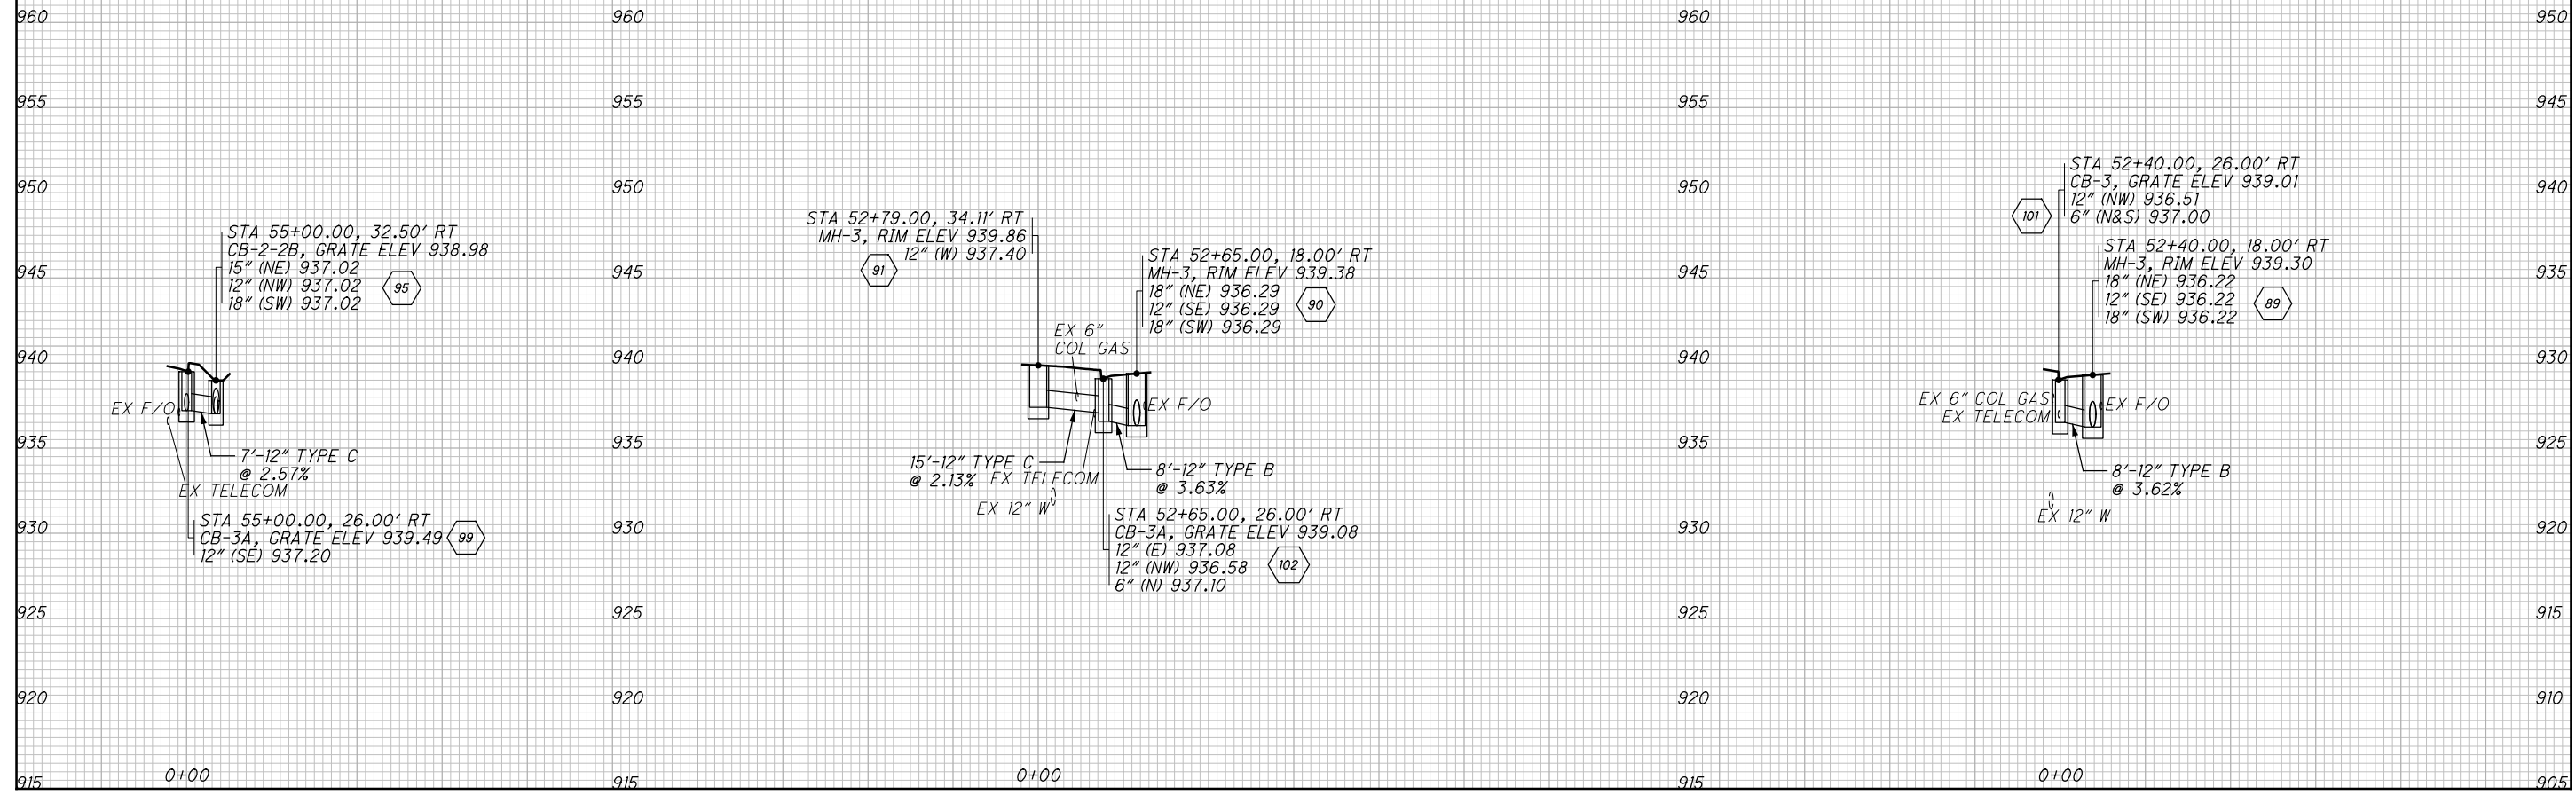 960
960
960
950
955
955
955
945
950
950
950
940
945
945
945
935
940
940
940
930
935
935
935
925
930
930
930
920
925
925
925
915
920
920
920
910
915
915
915
905
STA 55+00.00, 32.50' RT
CB-2-2B, GRATE ELEV 938.98
15" (NE) 937.02
12" (NW) 937.02
18" (SW) 937.02
95
EX F/O
7'-12" TYPE C
@ 2.57%
EX TELECOM
STA 55+00.00, 26.00' RT
CB-3A, GRATE ELEV 939.49
12" (SE) 937.20
99
0+00
STA 52+79.00, 34.11' RT
MH-3, RIM ELEV 939.86
12" (W) 937.40
91
STA 52+65.00, 18.00' RT
MH-3, RIM ELEV 939.38
18" (NE) 936.29
12" (SE) 936.29
18" (SW) 936.29
90
EX 6"
COL GAS
EX F/O
15'-12" TYPE C
@ 2.13%
EX TELECOM
EX 12" W
8'-12" TYPE B
@ 3.63%
STA 52+65.00, 26.00' RT
CB-3A, GRATE ELEV 939.08
12" (E) 937.08
12" (NW) 936.58
6" (N) 937.10
102
0+00
STA 52+40.00, 26.00' RT
CB-3, GRATE ELEV 939.01
12" (NW) 936.51
6" (N&S) 937.00
101
STA 52+40.00, 18.00' RT
MH-3, RIM ELEV 939.30
18" (NE) 936.22
12" (SE) 936.22
18" (SW) 936.22
89
EX 6" COL GAS
EX TELECOM
EX F/O
8'-12" TYPE B
@ 3.62%
EX 12" W
0+00